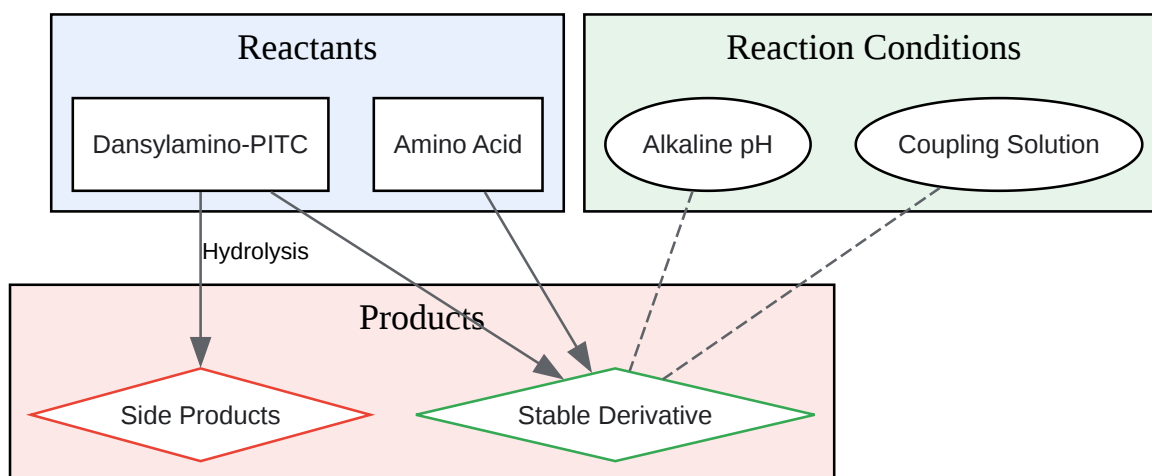 Reactants
Reaction Conditions
Dansylamino-PITC
Amino Acid
Alkaline pH
Coupling Solution
Hydrolysis
Products
Side Products
Stable Derivative